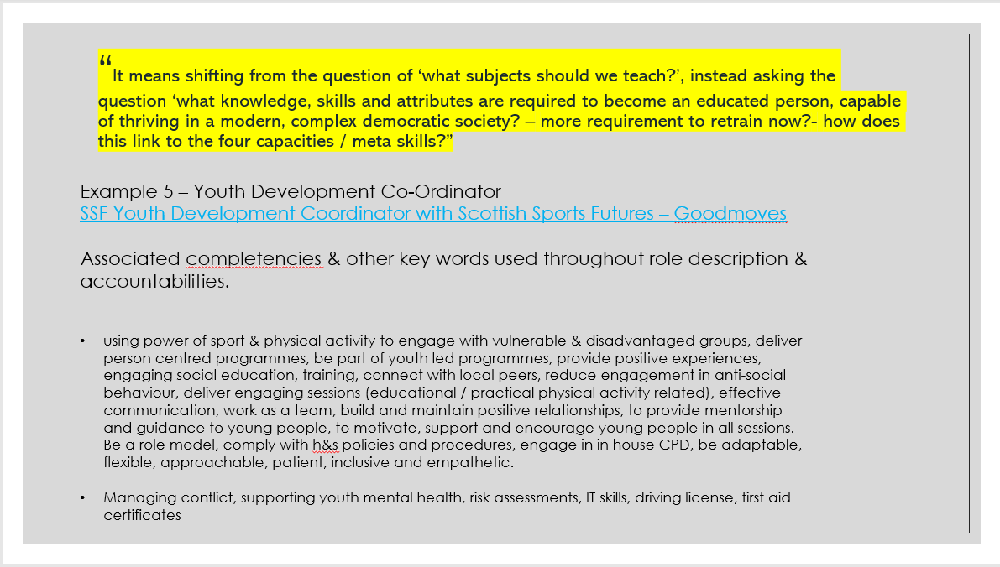 “It means shifting from the question of ‘what subjects should we teach?’, instead asking the
question ‘what knowledge, skills and attributes are required to become an educated person, capable
of thriving in a modern, complex democratic society? – more requirement to retrain now?- how does
this link to the four capacities / meta skills?”
Example 5 – Youth Development Co-Ordinator
SSF Youth Development Coordinator with Scottish Sports Futures – Goodmoves
Associated completencies & other key words used throughout role description &
accountabilities.
• using power of sport & physical activity to engage with vulnerable & disadvantaged groups, deliver
person centred programmes, be part of youth led programmes, provide positive experiences,
engaging social education, training, connect with local peers, reduce engagement in anti-social
behaviour, deliver engaging sessions (educational / practical physical activity related), effective
communication, work as a team, build and maintain positive relationships, to provide mentorship
and guidance to young people, to motivate, support and encourage young people in all sessions.
Be a role model, comply with h&s policies and procedures, engage in in house CPD, be adaptable,
flexible, approachable, patient, inclusive and empathetic.
• Managing conflict, supporting youth mental health, risk assessments, IT skills, driving license, first aid
certificates